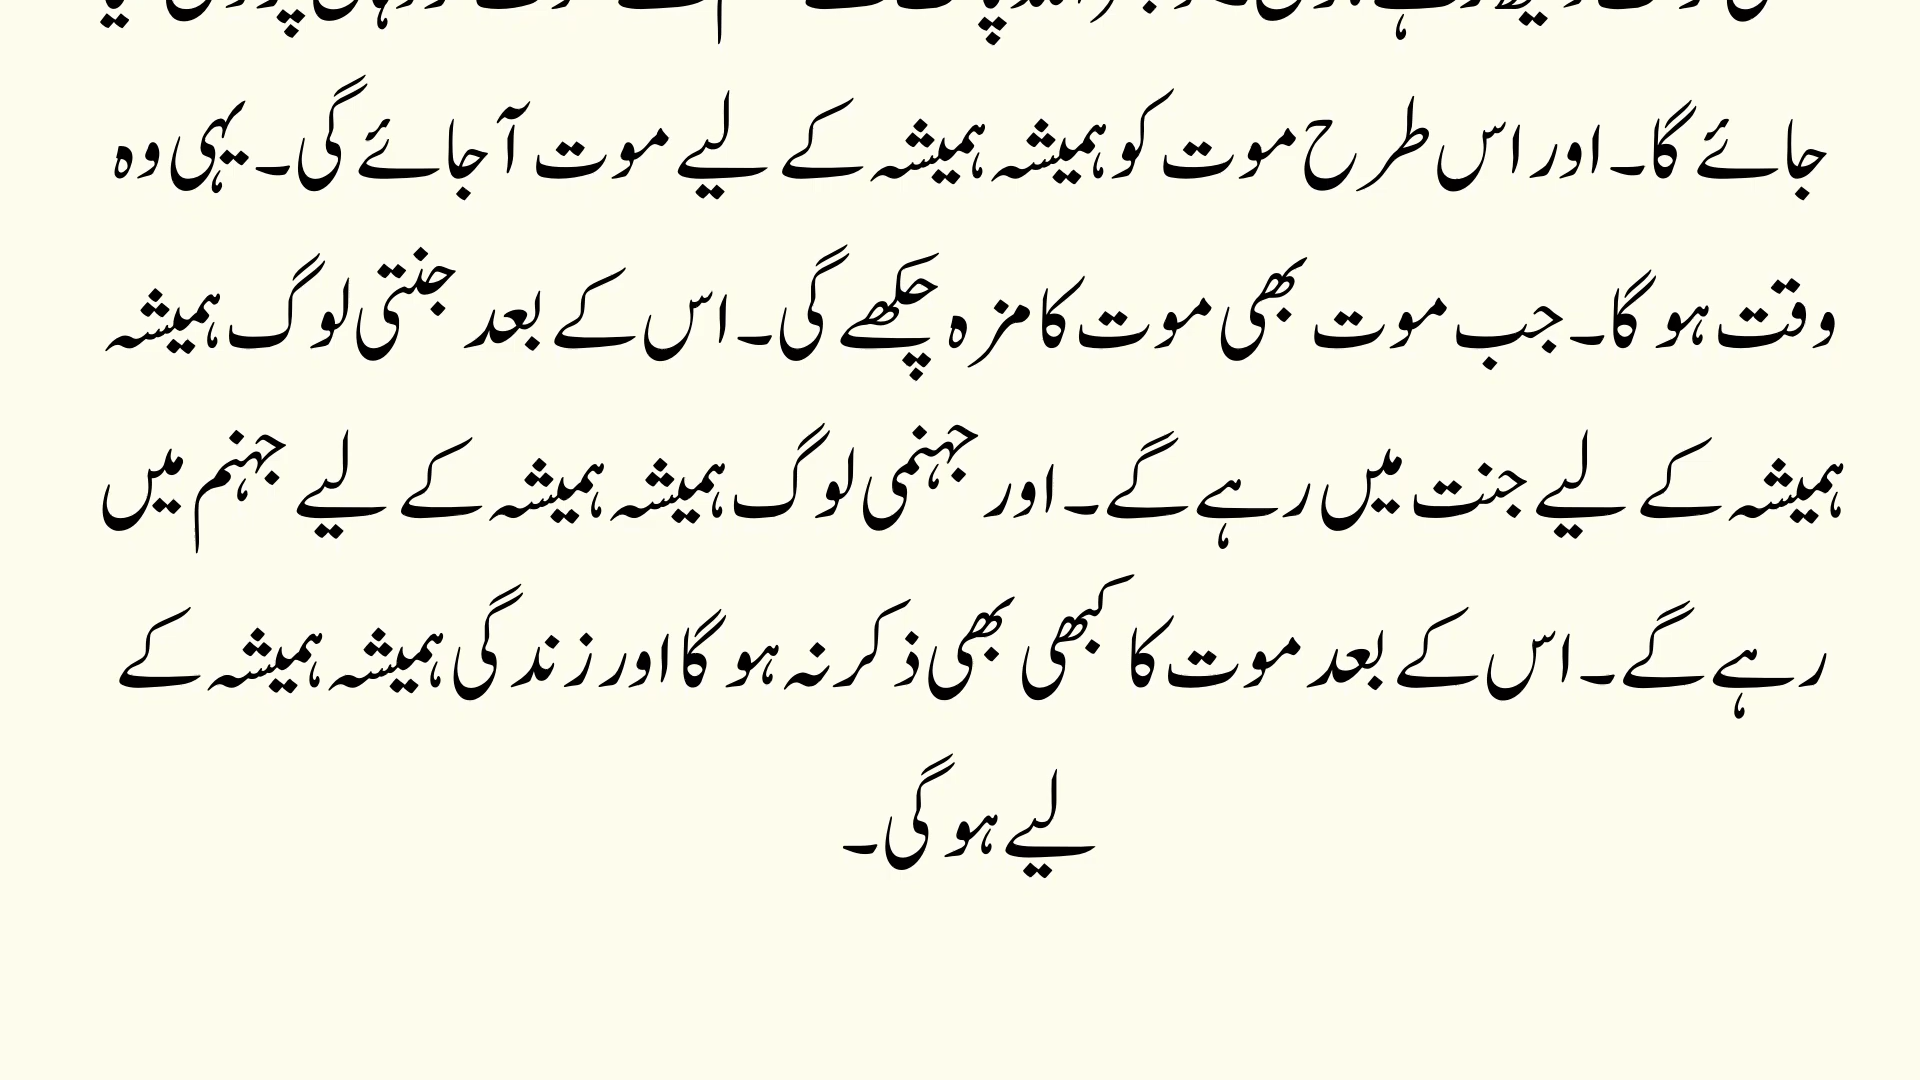 جائے گا۔ اور اس طرح موت کو ہمیشہ ہمیشہ کے لیے موت آجائے گی۔ یہی وہ
وقت ہو گا۔ جب موت بھی موت کا مزہ چکھے گی۔ اس کے بعد جنتی لوگ ہمیشہ
ہمیشہ کے لیے جنت میں رہے گے۔ اور جہنمی لوگ ہمیشہ ہمیشہ کے لیے جہنم میں
رہے گے۔ اس کے بعد موت کا کبھی بھی ذکر نہ ہو گا اور زندگی ہمیشہ ہمیشہ کے
لیے ہو گی۔